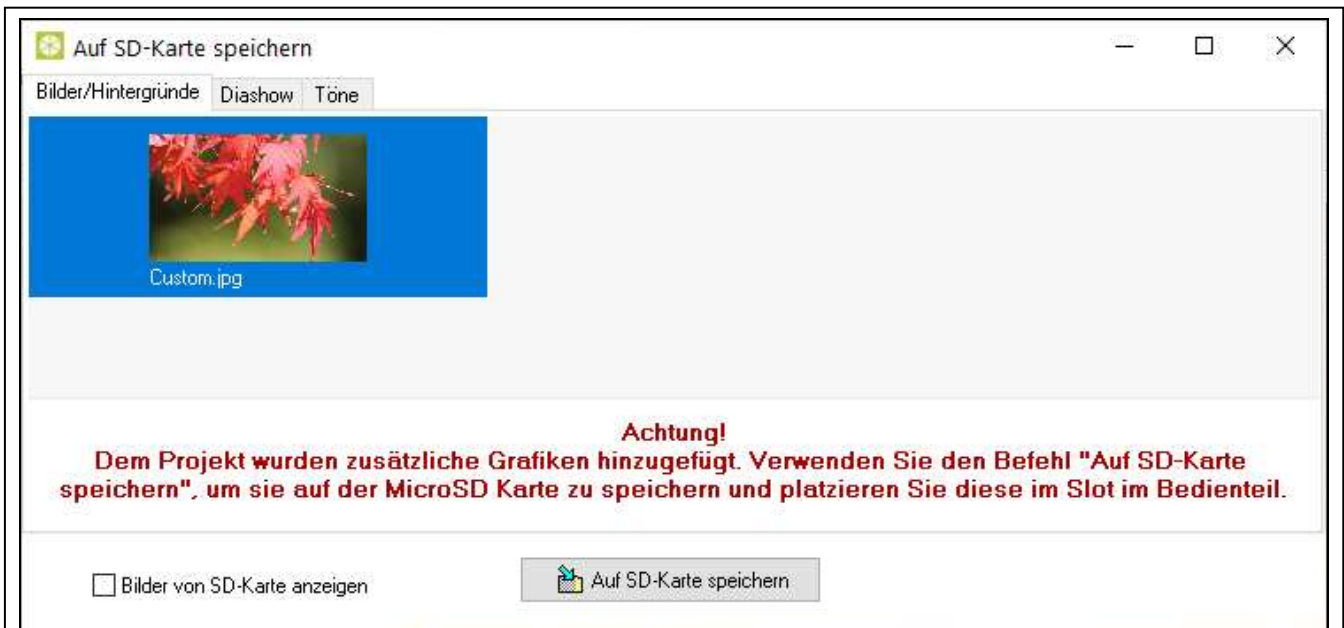 Auf SD-Karte speichern
Bilder/Hintergründe Diashow Töne
Custom.jpg
Achtung!
Dem Projekt wurden zusätzliche Grafiken hinzugefügt. Verwenden Sie den Befehl "Auf SD-Karte
speichern", um sie auf der MicroSD Karte zu speichern und platzieren Sie diese im Slot im Bedienteil.
Bilder von SD-Karte anzeigen Auf SD-Karte speichern